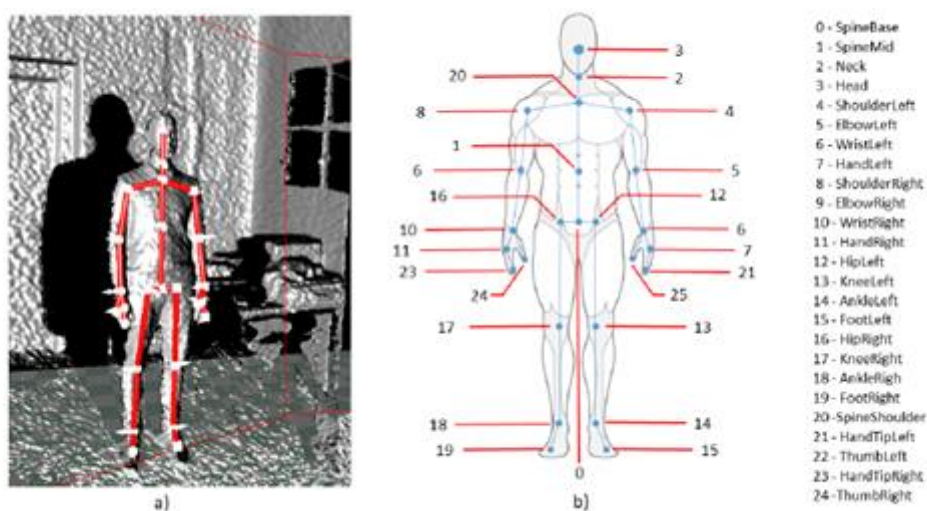 3
20
2
8
4
1
6
5
16
12
10
6
11
7
23
21
24
25
17
13
18
14
19
15
0
a)
b)
0 - SpineBase
1 - SpineMid
2 - Neck
3 - Head
4 - ShoulderLeft
5 - ElbowLeft
6 - WristLeft
7 - HandLeft
8 - ShoulderRight
9 - ElbowRight
10 - WristRight
11 - HandRight
12 - HipLeft
13 - KneeLeft
14 - AnkleLeft
15 - FootLeft
16 - HipRight
17 - KneeRight
18 - AnkleRigh
19 - FootRight
20 - SpineShoulder
21 - HandTipLeft
22 - ThumbLeft
23 - HandTipRight
24 - ThumbRight